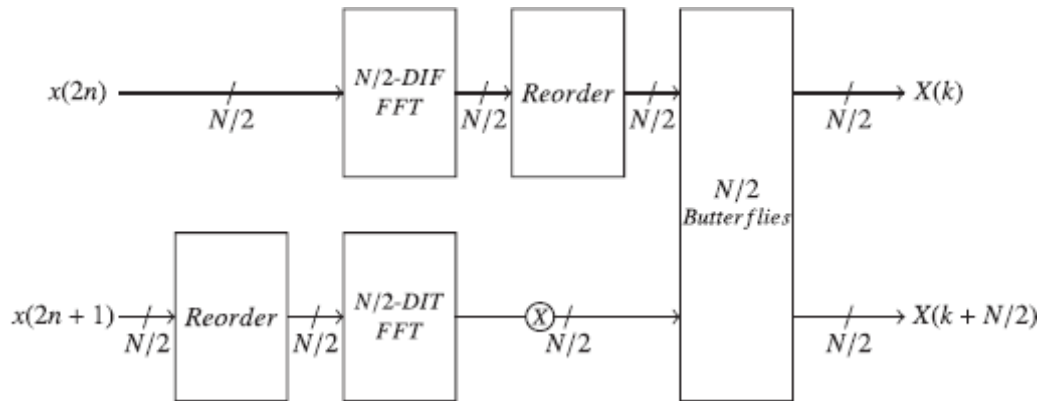 x(2n)
N/2
N/2-DIF
FFT
N/2
Reorder
N/2
N/2
Butterflies
N/2
X(k)
x(2n + 1)
N/2
Reorder
N/2
N/2-DIT
FFT
X
N/2
N/2
X(k + N/2)